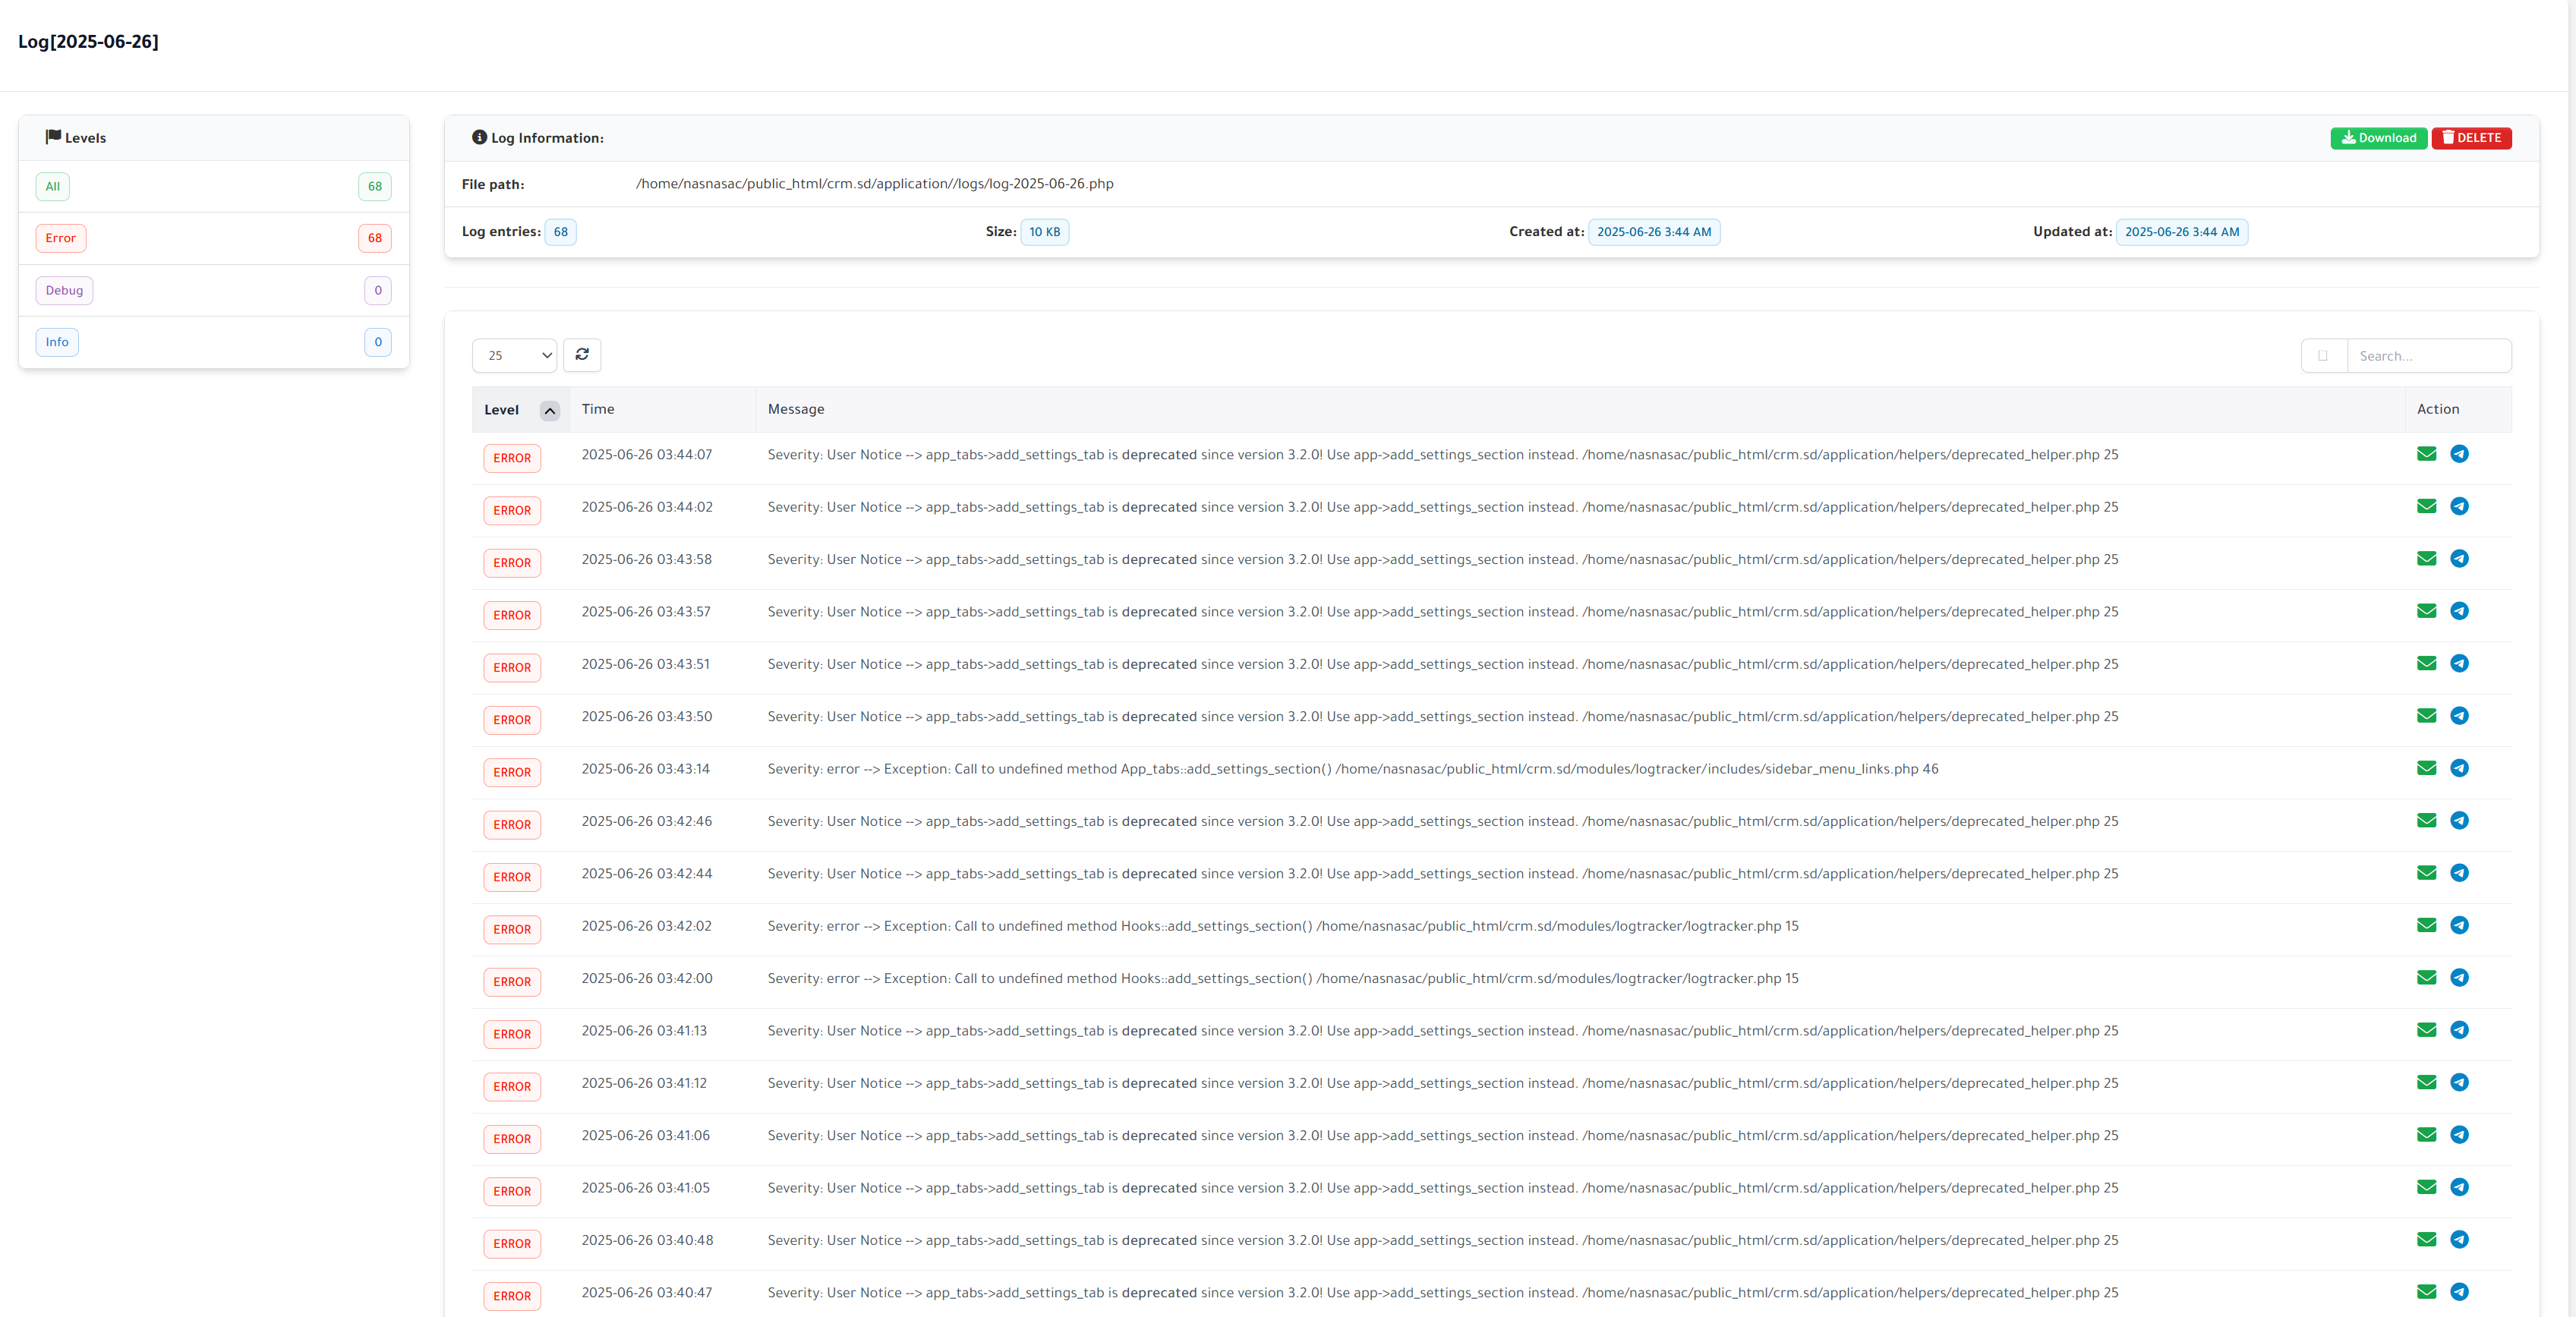 Log[2025-06-26]
Levels
All 68
Error 68
Debug 0
Info 0
Log Information:
Download DELETE
File path: /home/nasnasac/public_html/crm.sd/application//logs/log-2025-06-26.php
Log entries: 68 Size: 10 KB Created at: 2025-06-26 3:44 AM Updated at: 2025-06-26 3:44 AM
25 Search...
Level Time Message Action
ERROR 2025-06-26 03:44:07 Severity: User Notice --> app_tabs->add_settings_tab is deprecated since version 3.2.0! Use app->add_settings_section instead. /home/nasnasac/public_html/crm.sd/application/helpers/deprecated_helper.php 25
ERROR 2025-06-26 03:44:02 Severity: User Notice --> app_tabs->add_settings_tab is deprecated since version 3.2.0! Use app->add_settings_section instead. /home/nasnasac/public_html/crm.sd/application/helpers/deprecated_helper.php 25
ERROR 2025-06-26 03:43:58 Severity: User Notice --> app_tabs->add_settings_tab is deprecated since version 3.2.0! Use app->add_settings_section instead. /home/nasnasac/public_html/crm.sd/application/helpers/deprecated_helper.php 25
ERROR 2025-06-26 03:43:57 Severity: User Notice --> app_tabs->add_settings_tab is deprecated since version 3.2.0! Use app->add_settings_section instead. /home/nasnasac/public_html/crm.sd/application/helpers/deprecated_helper.php 25
ERROR 2025-06-26 03:43:51 Severity: User Notice --> app_tabs->add_settings_tab is deprecated since version 3.2.0! Use app->add_settings_section instead. /home/nasnasac/public_html/crm.sd/application/helpers/deprecated_helper.php 25
ERROR 2025-06-26 03:43:50 Severity: User Notice --> app_tabs->add_settings_tab is deprecated since version 3.2.0! Use app->add_settings_section instead. /home/nasnasac/public_html/crm.sd/application/helpers/deprecated_helper.php 25
ERROR 2025-06-26 03:43:14 Severity: error --> Exception: Call to undefined method App_tabs::add_settings_section() /home/nasnasac/public_html/crm.sd/modules/logtracker/includes/sidebar_menu_links.php 46
ERROR 2025-06-26 03:42:46 Severity: User Notice --> app_tabs->add_settings_tab is deprecated since version 3.2.0! Use app->add_settings_section instead. /home/nasnasac/public_html/crm.sd/application/helpers/deprecated_helper.php 25
ERROR 2025-06-26 03:42:44 Severity: User Notice --> app_tabs->add_settings_tab is deprecated since version 3.2.0! Use app->add_settings_section instead. /home/nasnasac/public_html/crm.sd/application/helpers/deprecated_helper.php 25
ERROR 2025-06-26 03:42:02 Severity: error --> Exception: Call to undefined method Hooks::add_settings_section() /home/nasnasac/public_html/crm.sd/modules/logtracker/logtracker.php 15
ERROR 2025-06-26 03:42:00 Severity: error --> Exception: Call to undefined method Hooks::add_settings_section() /home/nasnasac/public_html/crm.sd/modules/logtracker/logtracker.php 15
ERROR 2025-06-26 03:41:13 Severity: User Notice --> app_tabs->add_settings_tab is deprecated since version 3.2.0! Use app->add_settings_section instead. /home/nasnasac/public_html/crm.sd/application/helpers/deprecated_helper.php 25
ERROR 2025-06-26 03:41:12 Severity: User Notice --> app_tabs->add_settings_tab is deprecated since version 3.2.0! Use app->add_settings_section instead. /home/nasnasac/public_html/crm.sd/application/helpers/deprecated_helper.php 25
ERROR 2025-06-26 03:41:06 Severity: User Notice --> app_tabs->add_settings_tab is deprecated since version 3.2.0! Use app->add_settings_section instead. /home/nasnasac/public_html/crm.sd/application/helpers/deprecated_helper.php 25
ERROR 2025-06-26 03:41:05 Severity: User Notice --> app_tabs->add_settings_tab is deprecated since version 3.2.0! Use app->add_settings_section instead. /home/nasnasac/public_html/crm.sd/application/helpers/deprecated_helper.php 25
ERROR 2025-06-26 03:40:48 Severity: User Notice --> app_tabs->add_settings_tab is deprecated since version 3.2.0! Use app->add_settings_section instead. /home/nasnasac/public_html/crm.sd/application/helpers/deprecated_helper.php 25
ERROR 2025-06-26 03:40:47 Severity: User Notice --> app_tabs->add_settings_tab is deprecated since version 3.2.0! Use app->add_settings_section instead. /home/nasnasac/public_html/crm.sd/application/helpers/deprecated_helper.php 25